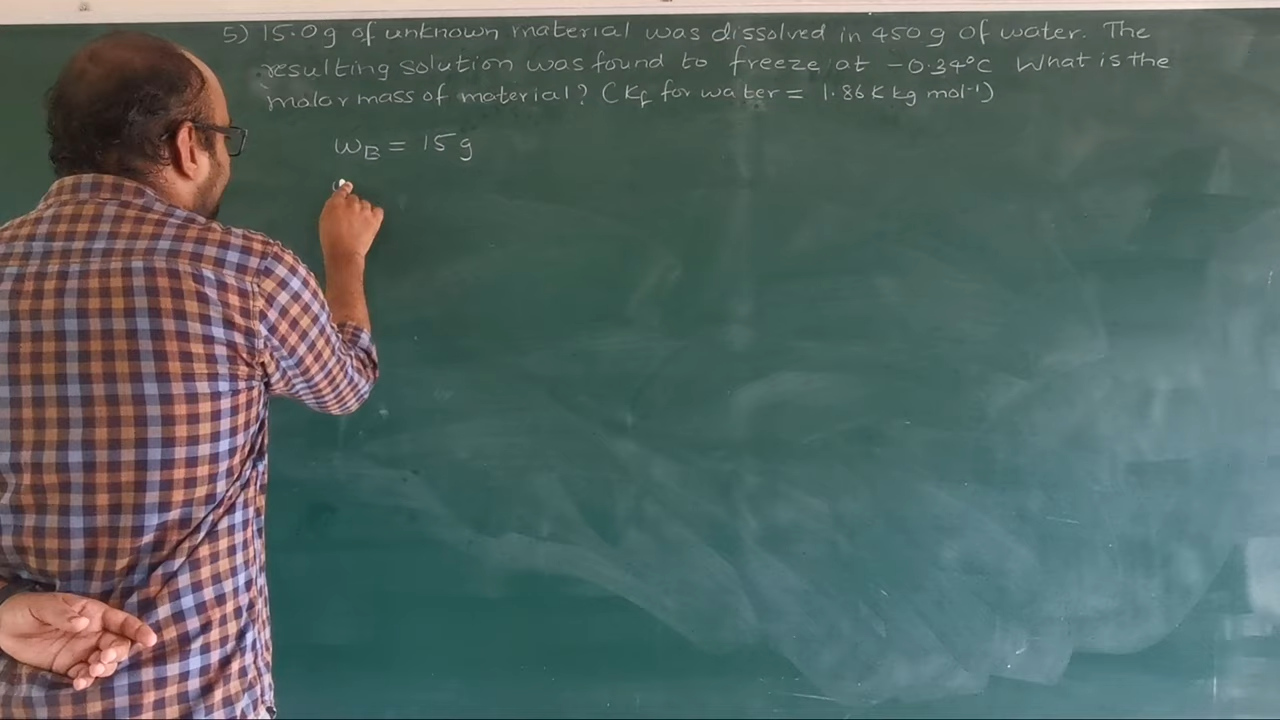 5) 15.0g of unknown material was dissolved in 450 g of water. The
resulting solution was found to freeze at -0.34°C What is the
molar mass of material? (Kf for water = 1.86 K kg mol⁻¹)
wB = 15 g